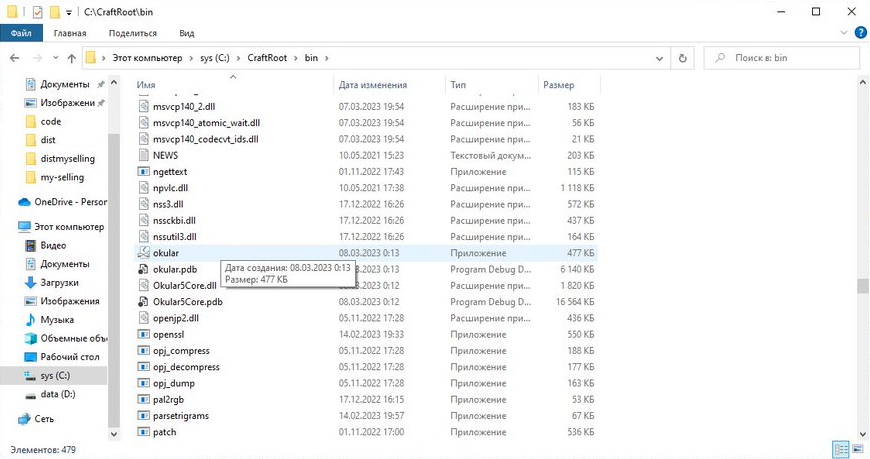 C:\CraftRoot\bin
Файл Главная Поделиться Вид
Этот компьютер > sys (C:) > CraftRoot > bin >
Поиск в: bin
Документы
Изображени
code
dist
distmyselling
my-selling
OneDrive - Person
Этот компьютер
Видео
Документы
Загрузки
Изображения
Музыка
Объемные объ
Рабочий стол
sys (C:)
data (D:)
Сеть
Имя Дата изменения Тип Размер
msvcp140_2.dll 07.03.2023 19:54 Расширение при... 183 КБ
msvcp140_atomic_wait.dll 07.03.2023 19:54 Расширение при... 56 КБ
msvcp140_codecvt_ids.dll 07.03.2023 19:54 Расширение при... 21 КБ
NEWS 10.05.2021 15:23 Текстовый докум... 203 КБ
ngettext 01.11.2022 17:43 Приложение 115 КБ
npvlc.dll 10.05.2021 17:38 Расширение при... 1 118 КБ
nss3.dll 17.12.2022 16:26 Расширение при... 572 КБ
nssckbi.dll 17.12.2022 16:26 Расширение при... 437 КБ
nssutil3.dll 17.12.2022 16:26 Расширение при... 164 КБ
okular 08.03.2023 0:13 Приложение 477 КБ
okular.pdb 08.03.2023 0:13 Program Debug D... 6 140 КБ
Дата создания: 08.03.2023 0:13
Размер: 477 КБ
Okular5Core.dll 08.03.2023 0:12 Расширение при... 1 820 КБ
Okular5Core.pdb 08.03.2023 0:12 Program Debug D... 16 564 КБ
openjp2.dll 05.11.2022 17:28 Расширение при... 436 КБ
openssl 14.02.2023 19:33 Приложение 550 КБ
opj_compress 05.11.2022 17:28 Приложение 188 КБ
opj_decompress 05.11.2022 17:28 Приложение 177 КБ
opj_dump 05.11.2022 17:28 Приложение 163 КБ
pal2rgb 17.12.2022 16:15 Приложение 53 КБ
parsetrigrams 14.02.2023 19:57 Приложение 67 КБ
patch 01.11.2022 17:00 Приложение 536 КБ
Элементов: 479